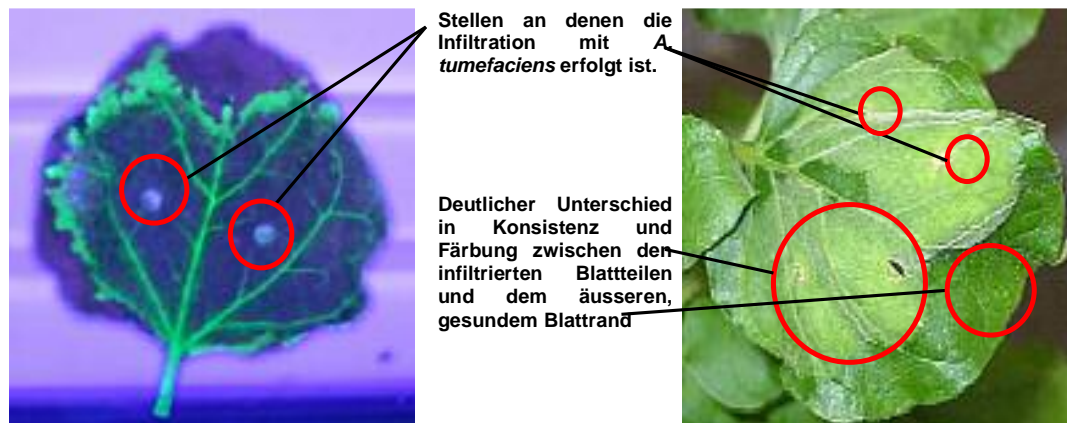 Stellen an denen die
Infiltration mit A.
tumefaciens erfolgt ist.
Deutlicher Unterschied
in Konsistenz und
Färbung zwischen den
infiltrierten Blattteilen
und dem äusseren,
gesundem Blattrand